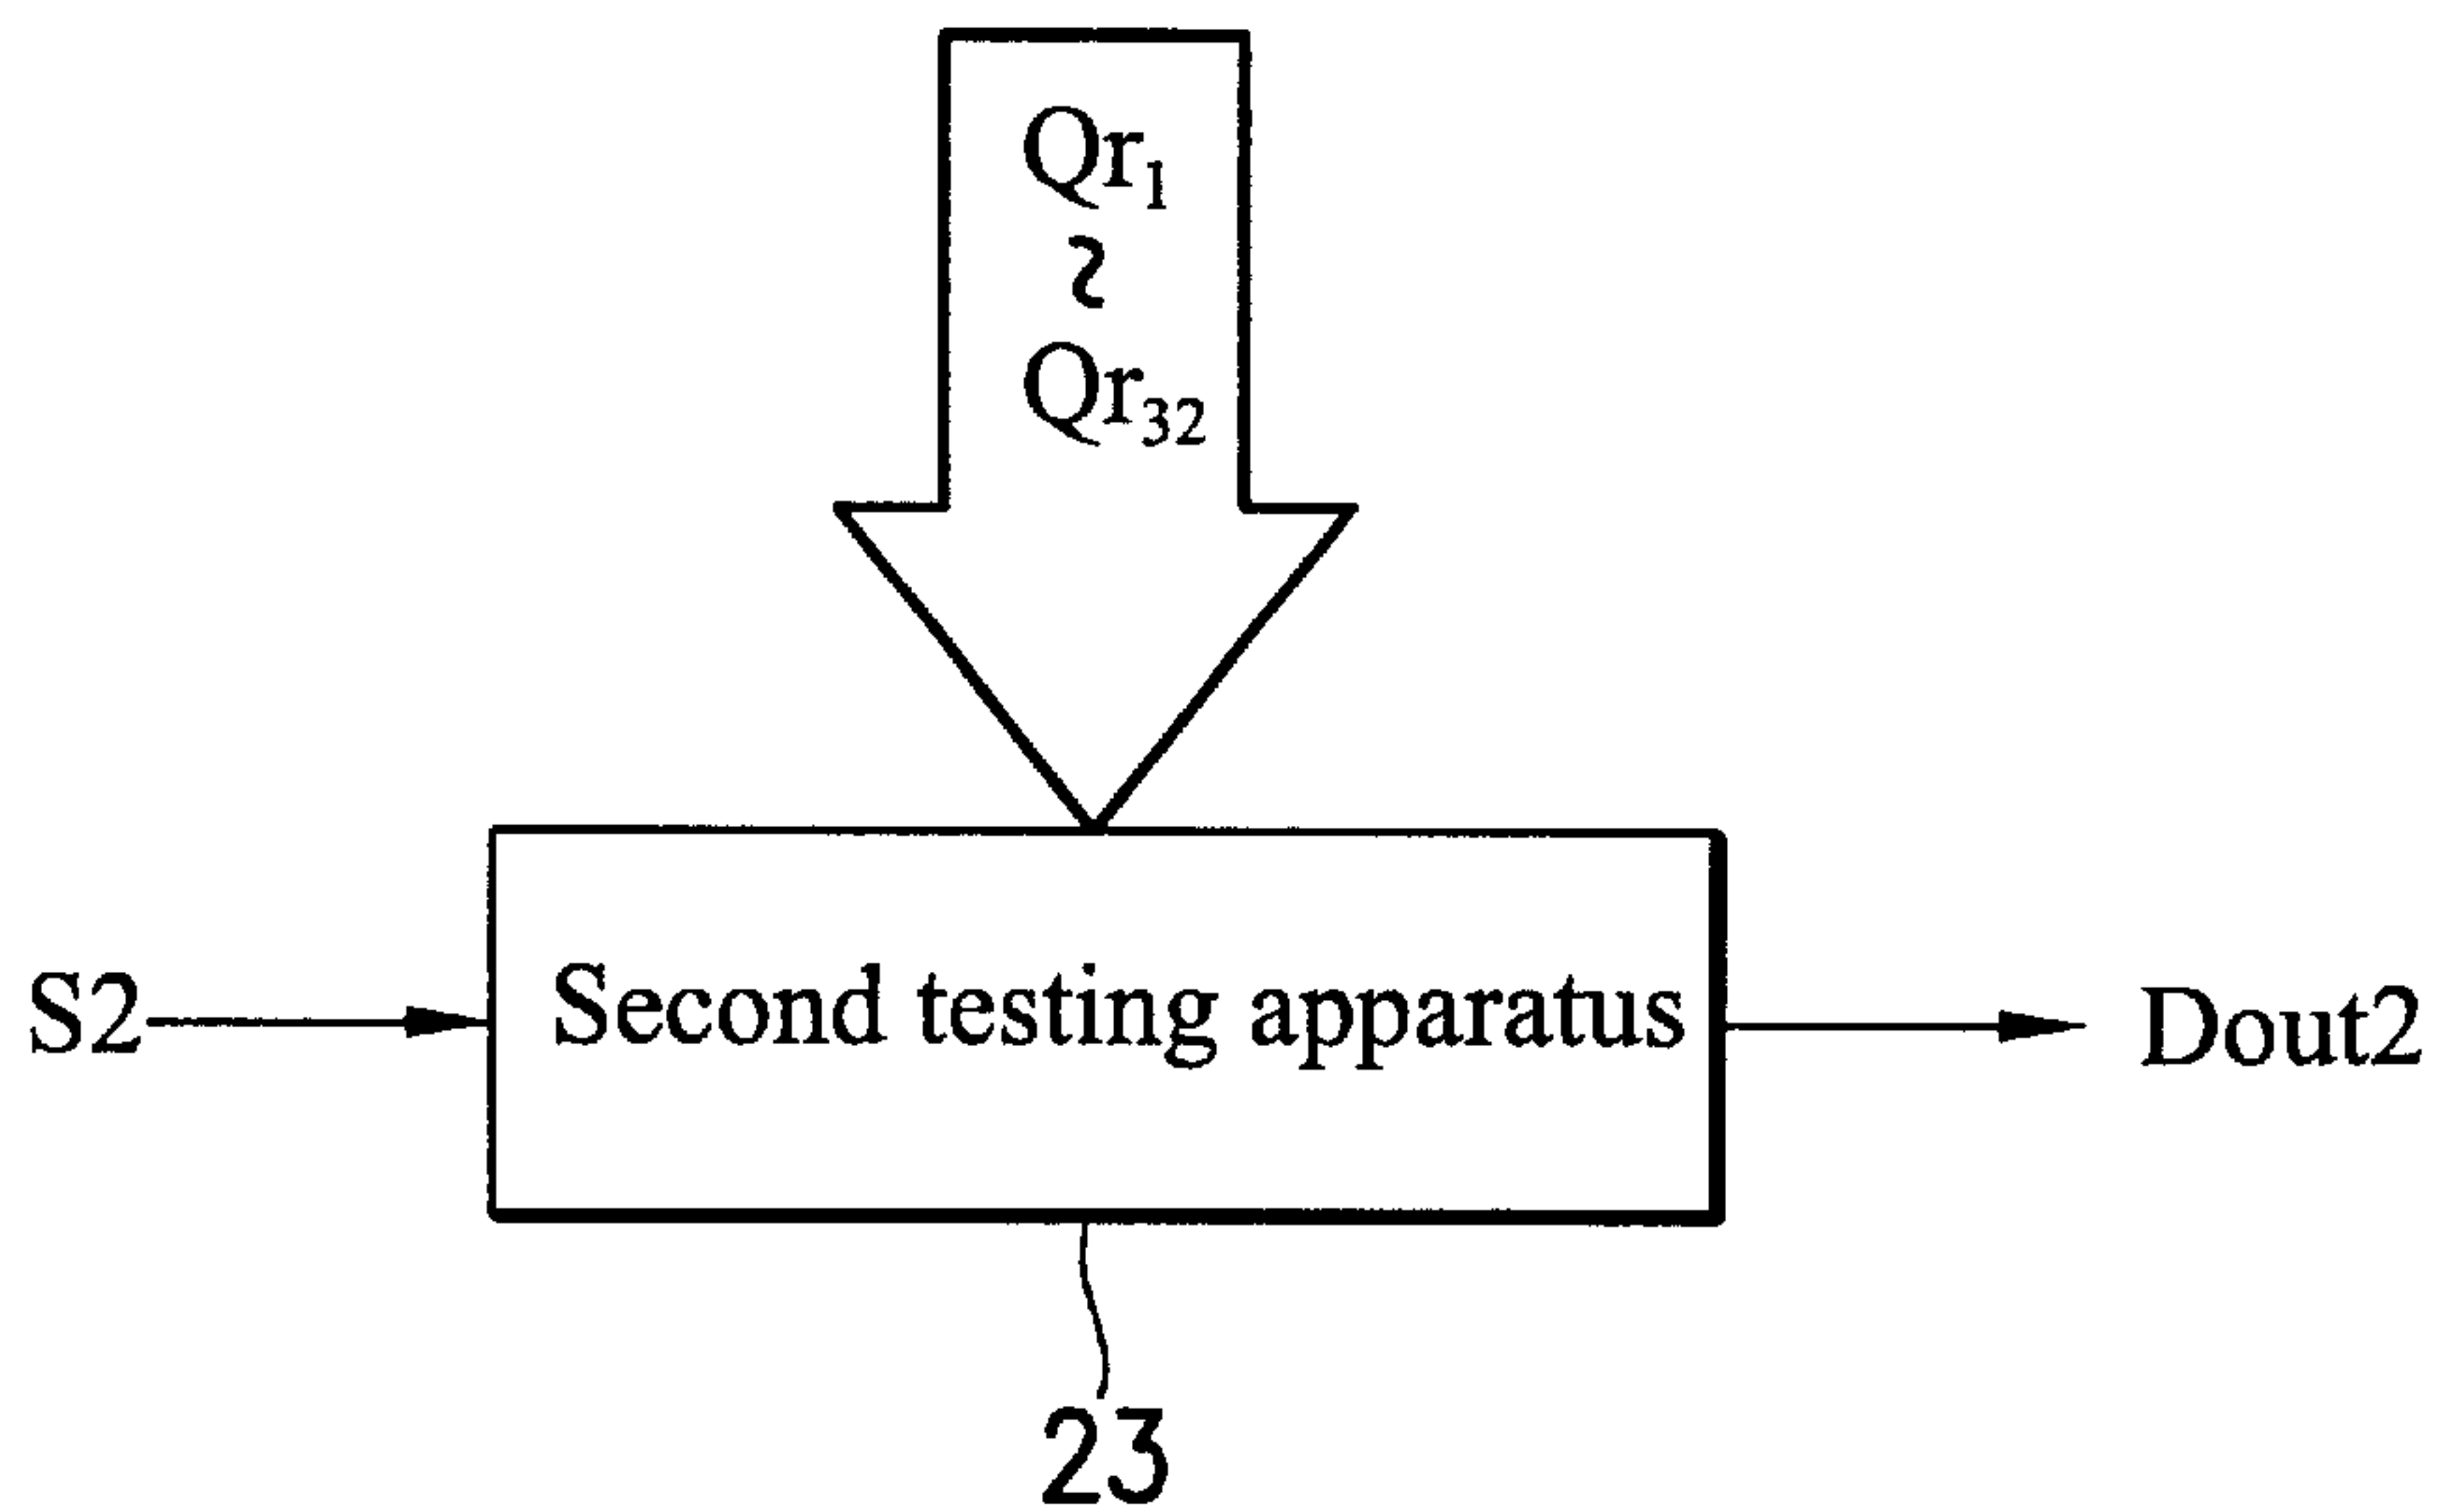 Qr₁
~
Qr₃₂
S2
Second testing apparatus
Dout2
23